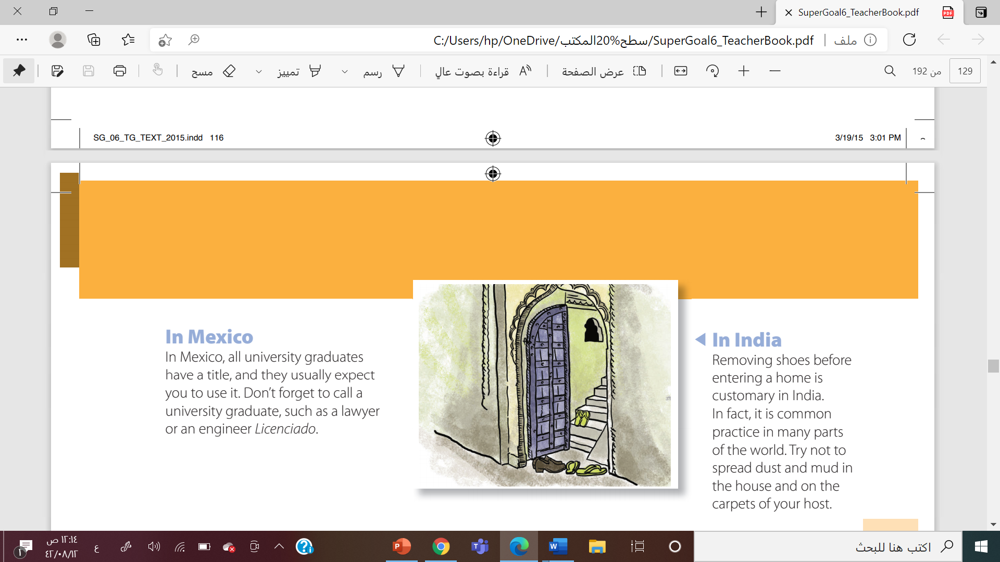 SuperGoal6_TeacherBook.pdf
PDF
ملف
C:/Users/hp/OneDrive/سطح%20المكتب/SuperGoal6_TeacherBook.pdf
129
من 192
عرض الصفحة
قراءة بصوت عالٍ
رسم
تمييز
مسح
SG_06_TG_TEXT_2015.indd 116
3/19/15 3:01 PM
In Mexico
In Mexico, all university graduates
have a title, and they usually expect
you to use it. Don’t forget to call a
university graduate, such as a lawyer
or an engineer Licenciado.
In India
Removing shoes before
entering a home is
customary in India.
In fact, it is common
practice in many parts
of the world. Try not to
spread dust and mud in
the house and on the
carpets of your host.
اكتب هنا للبحث
ع
١٢:١٤ ص
٤٢/٠٨/١٢
١